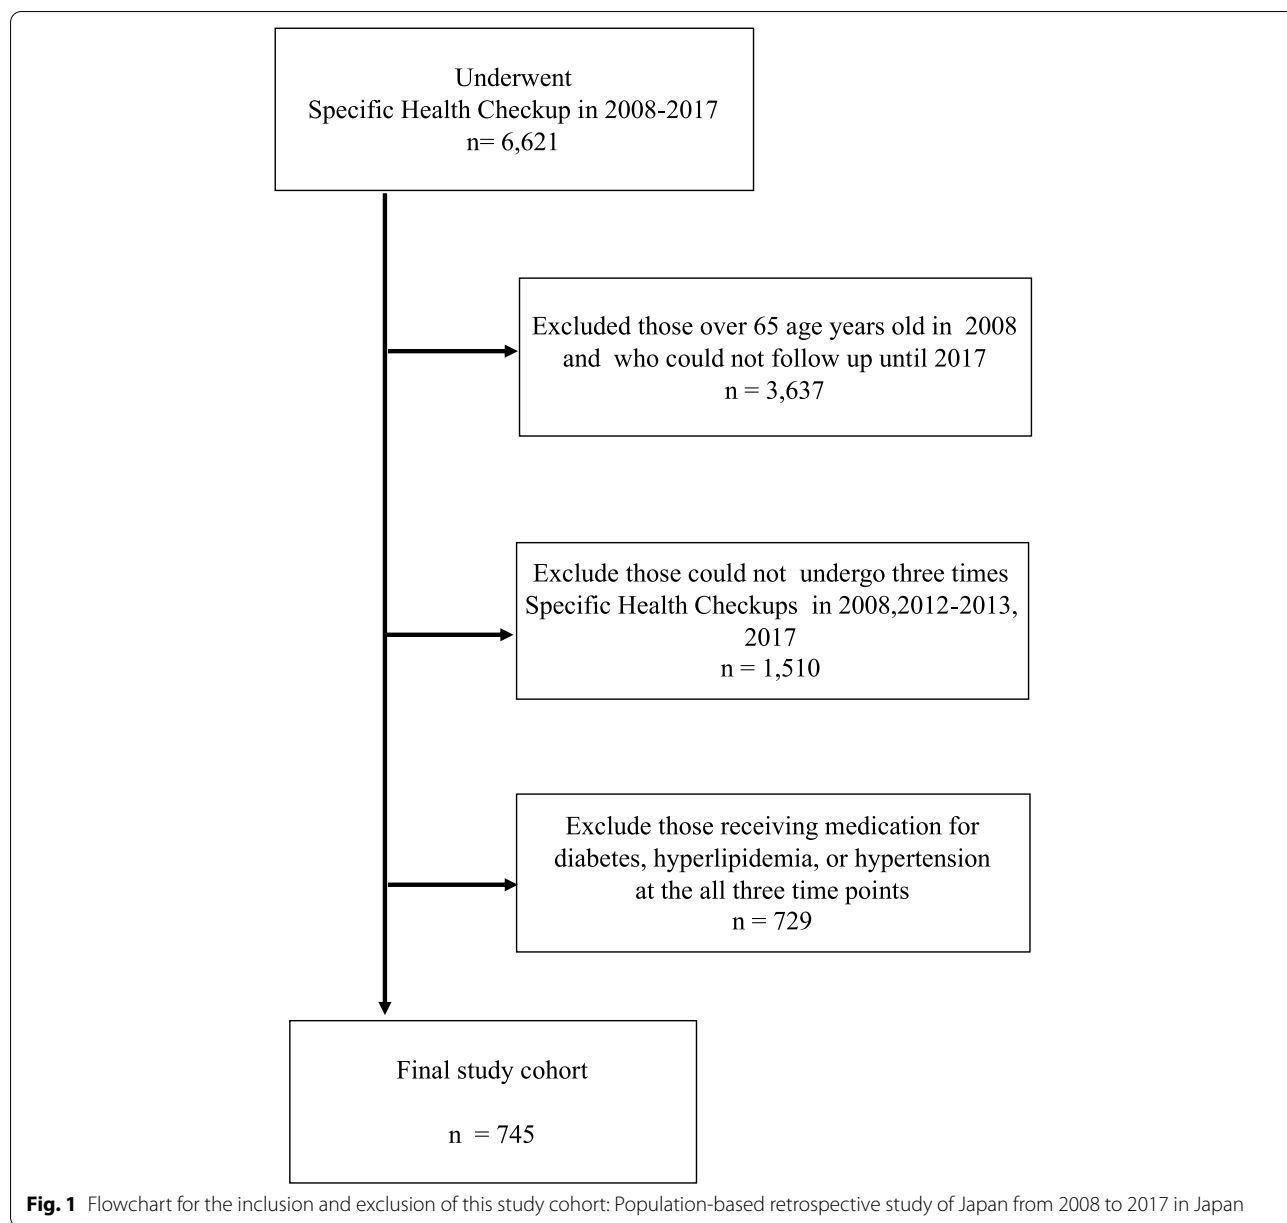 Underwent
Specific Health Checkup in 2008-2017
n= 6,621
Excluded those over 65 age years old in 2008
and who could not follow up until 2017
n = 3,637
Exclude those could not undergo three times
Specific Health Checkups in 2008,2012-2013,
2017
n = 1,510
Exclude those receiving medication for
diabetes, hyperlipidemia, or hypertension
at the all three time points
n = 729
Final study cohort
n = 745
Fig. 1 Flowchart for the inclusion and exclusion of this study cohort: Population-based retrospective study of Japan from 2008 to 2017 in Japan